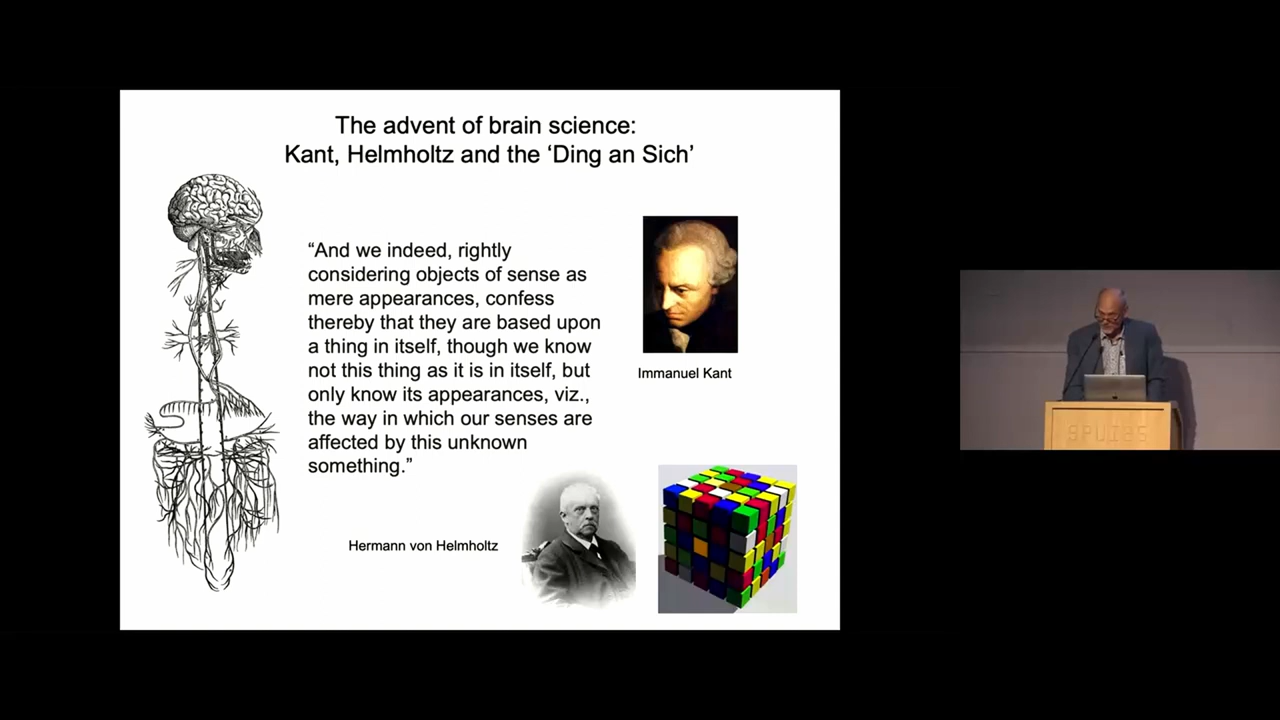 The advent of brain science:
Kant, Helmholtz and the ‘Ding an Sich’
“And we indeed, rightly
considering objects of sense as
mere appearances, confess
thereby that they are based upon
a thing in itself, though we know
not this thing as it is in itself, but
only know its appearances, viz.,
the way in which our senses are
affected by this unknown
something.”
Immanuel Kant
Hermann von Helmholtz
SPUI25